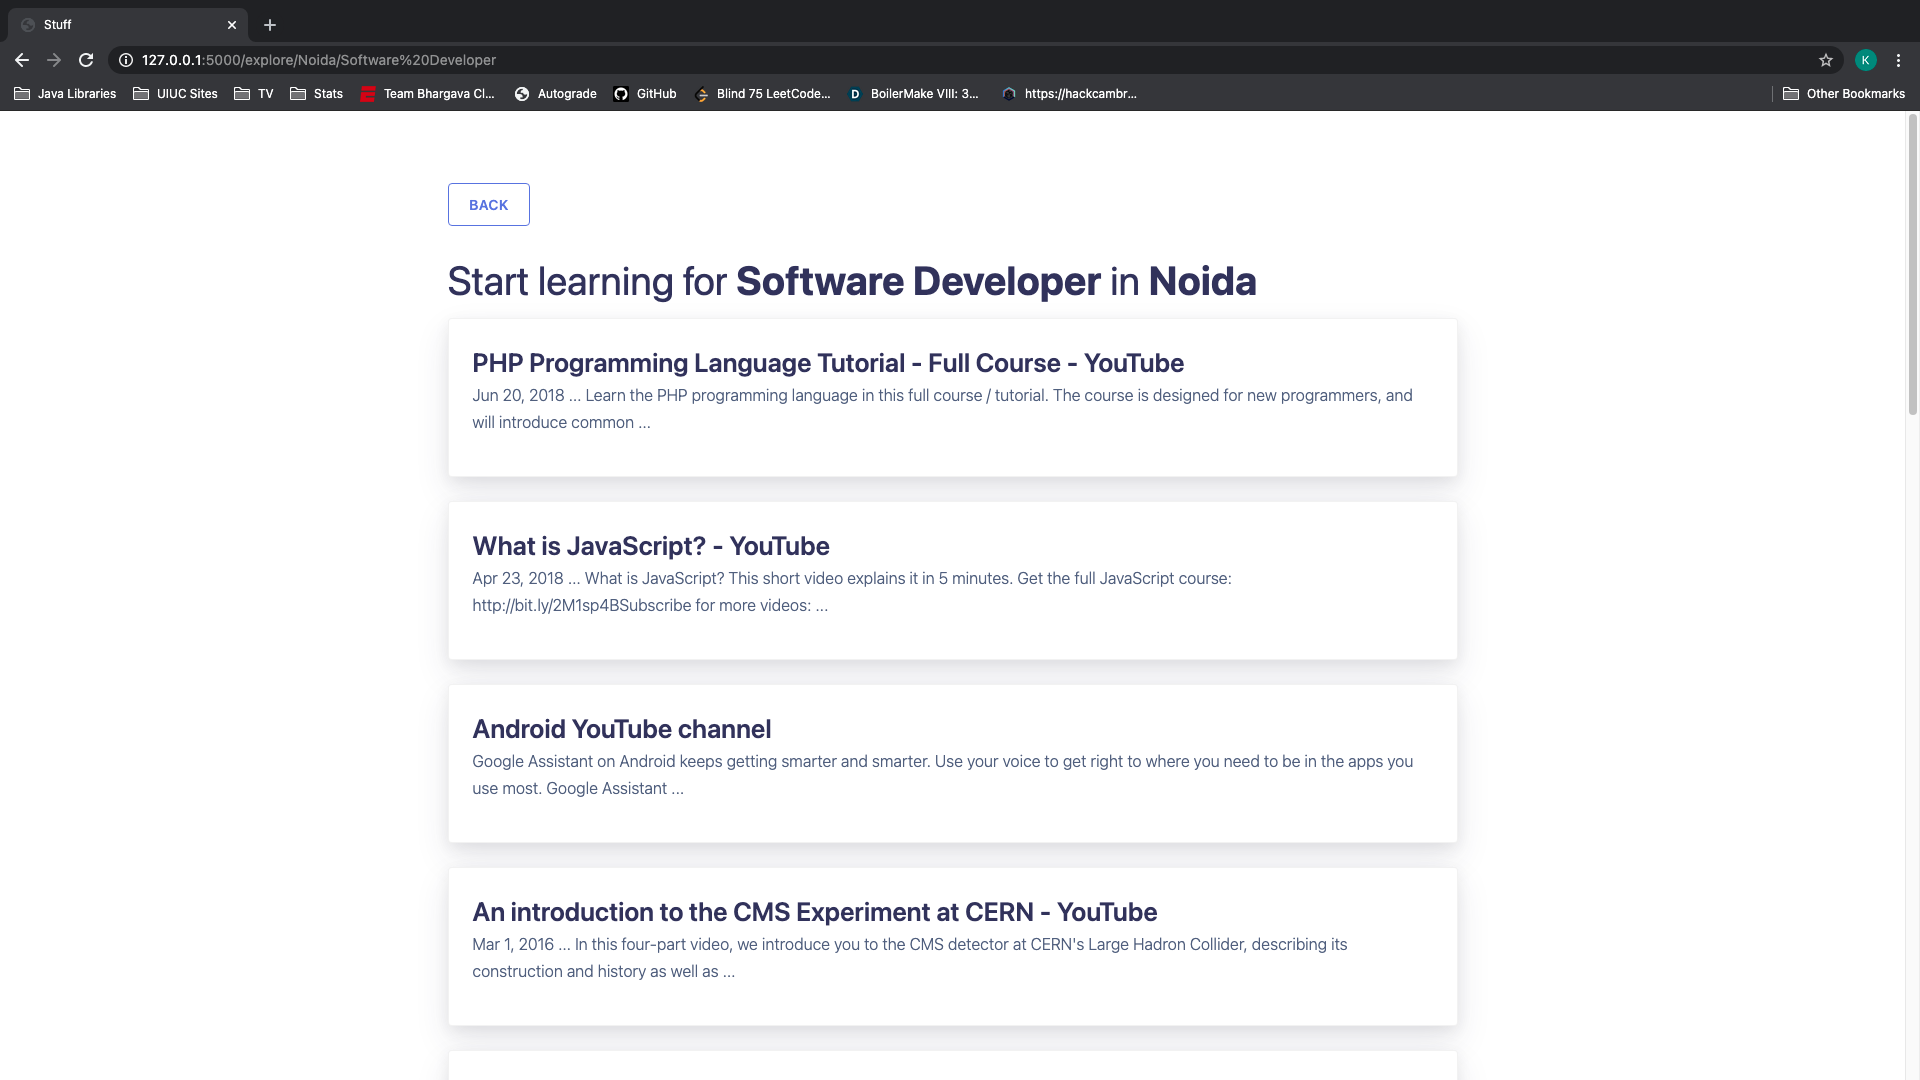 Stuff
127.0.0.1:5000/explore/Noida/Software%20Developer
K
Java Libraries
UIUC Sites
TV
Stats
Team Bhargava Cl...
Autograde
GitHub
Blind 75 LeetCode...
D
BoilerMake VIII: 3...
https://hackcambr...
Other Bookmarks
BACK
Start learning for Software Developer in Noida
PHP Programming Language Tutorial - Full Course - YouTube
Jun 20, 2018 ... Learn the PHP programming language in this full course / tutorial. The course is designed for new programmers, and
will introduce common ...
What is JavaScript? - YouTube
Apr 23, 2018 ... What is JavaScript? This short video explains it in 5 minutes. Get the full JavaScript course:
http://bit.ly/2M1sp4BSubscribe for more videos: ...
Android YouTube channel
Google Assistant on Android keeps getting smarter and smarter. Use your voice to get right to where you need to be in the apps you
use most. Google Assistant ...
An introduction to the CMS Experiment at CERN - YouTube
Mar 1, 2016 ... In this four-part video, we introduce you to the CMS detector at CERN's Large Hadron Collider, describing its
construction and history as well as ...